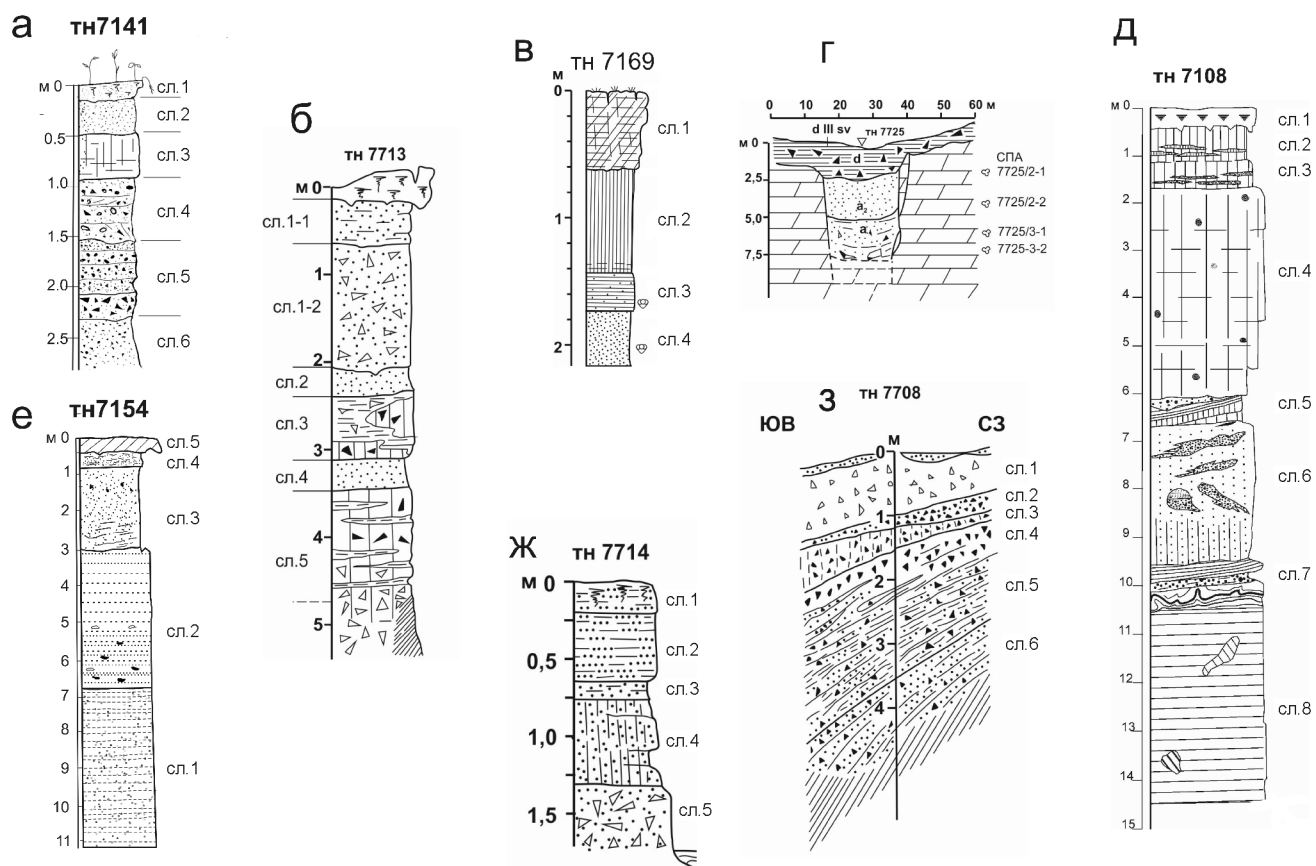 а
тн7141
м 0
0.5
1.0
1.5
2.0
2.5
сл.1
сл.2
сл.3
сл.4
сл.5
сл.6
б
тн 7713
м 0
1
2
3
4
5
сл.1-1
сл.1-2
сл.2
сл.3
сл.4
сл.5
в
тн 7169
м
0
1
2
сл.1
сл.2
сл.3
сл.4
г
0 10 20 30 40 50 60 м
d III sv
тн 7725
м 0
2,5
5,0
7,5
d
a₂
a
СПА
7725/2-1
7725/2-2
7725/3-1
7725-3-2
д
тн 7108
м 0
1
2
3
4
5
6
7
8
9
10
11
12
13
14
15
сл.1
сл.2
сл.3
сл.4
сл.5
сл.6
сл.7
сл.8
е
тн7154
м 0
1
2
3
4
5
6
7
8
9
10
11
сл.5
сл.4
сл.3
сл.2
сл.1
ж
тн 7714
м 0
0,5
1,0
1,5
сл.1
сл.2
сл.3
сл.4
сл.5
з
тн 7708
ЮВ
СЗ
м
0
1
2
3
4
сл.1
сл.2
сл.3
сл.4
сл.5
сл.6